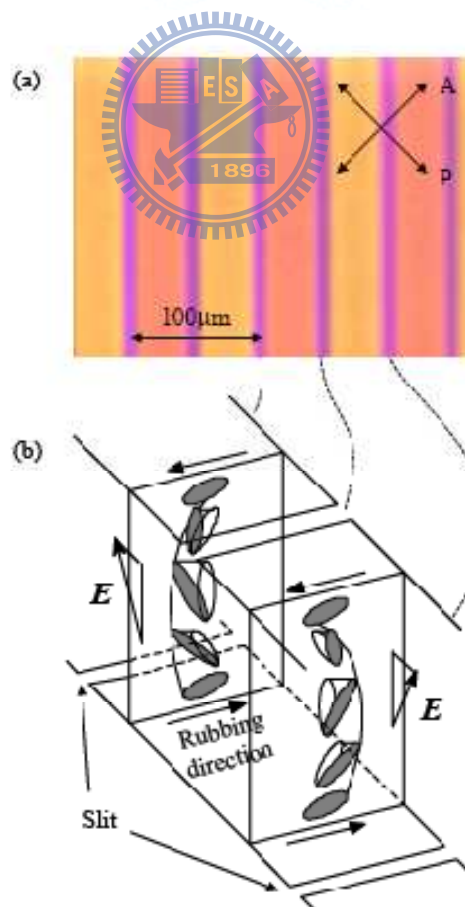 (a)
E S A
1896
A
P
100μm
(b)
E
E
Rubbing
direction
Slit